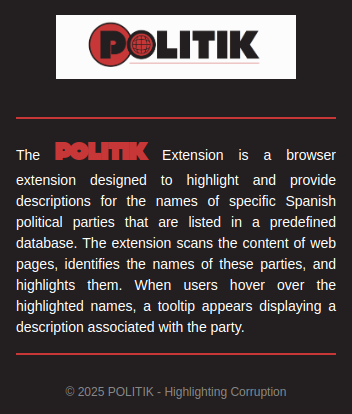 POLITIK
The POLITIK Extension is a browser
extension designed to highlight and provide
descriptions for the names of specific Spanish
political parties that are listed in a predefined
database. The extension scans the content of web
pages, identifies the names of these parties, and
highlights them. When users hover over the
highlighted names, a tooltip appears displaying a
description associated with the party.
© 2025 POLITIK - Highlighting Corruption